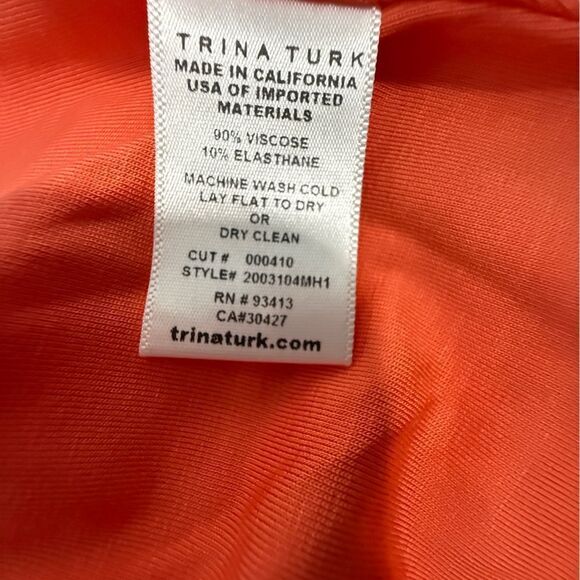 TRINA TURK
MADE IN CALIFORNIA
USA OF IMPORTED
MATERIALS
90% VISCOSE
10% ELASTHANE
MACHINE WASH COLD
LAY FLAT TO DRY
OR
DRY CLEAN
CUT # 000410
STYLE# 2003104MH1
RN # 93413
CA#30427
trinaturk.com